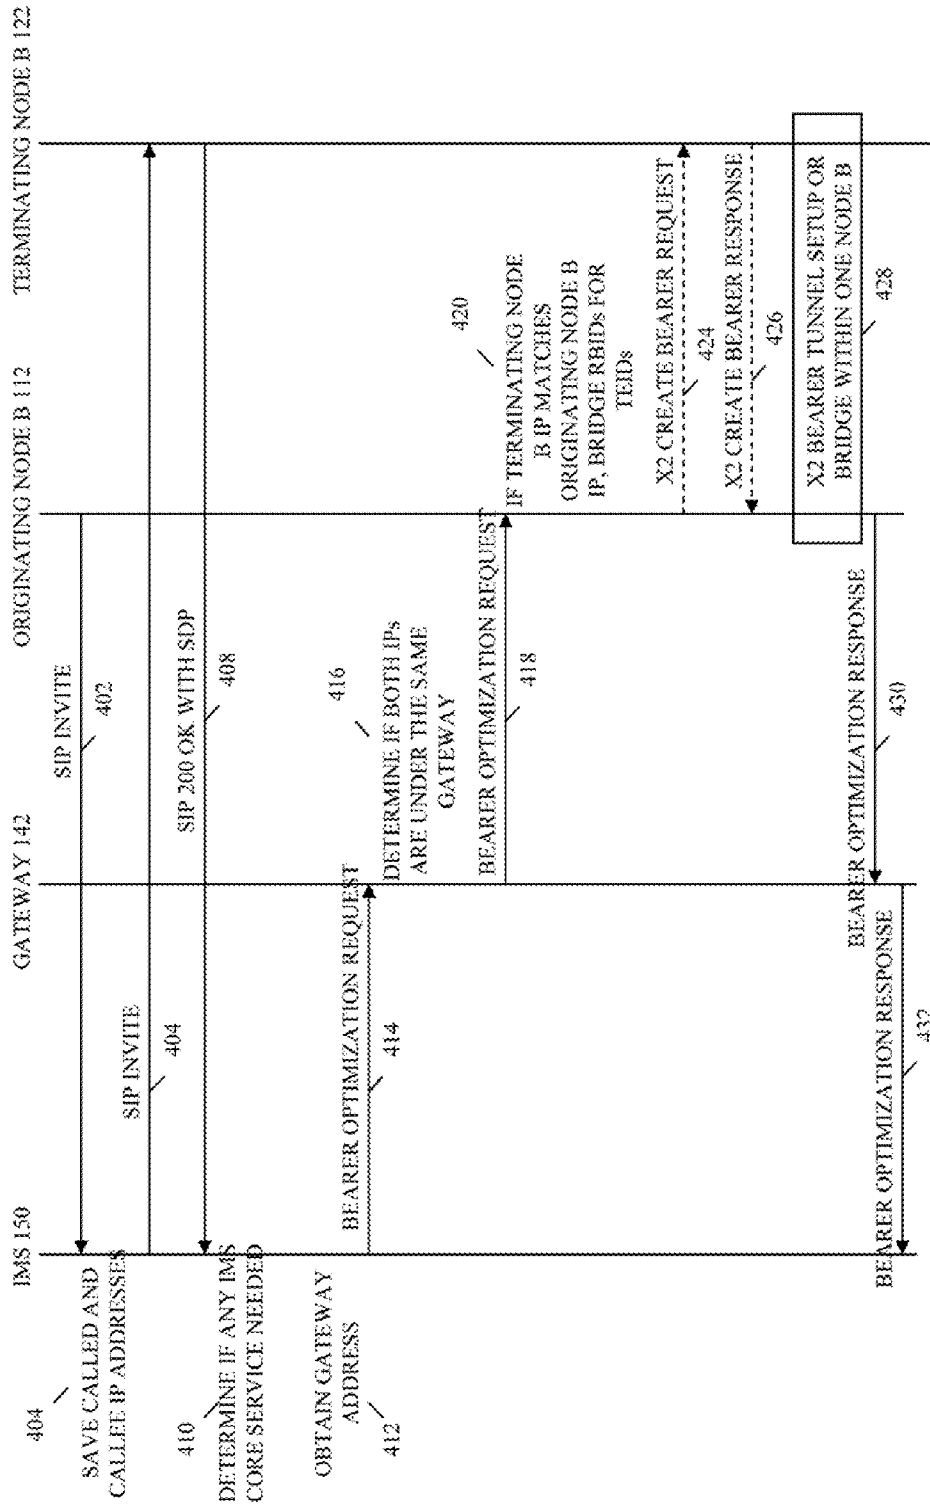 IMS 150
GATEWAY 142
ORIGINATING NODE B 112
TERMINATING NODE B 122
404
SAVE CALLED AND
CALLEE IP ADDRESSES
SIP INVITE
402
SIP INVITE
404
SIP 200 OK WITH SDP
408
410
DETERMINE IF ANY IMS
CORE SERVICE NEEDED
OBTAIN GATEWAY
ADDRESS
412
BEARER OPTIMIZATION REQUEST
414
416
DETERMINE IF BOTH IPs
ARE UNDER THE SAME
GATEWAY
BEARER OPTIMIZATION REQUEST
418
420
IF TERMINATING NODE
B IP MATCHES
ORIGINATING NODE B
IP, BRIDGE RBIDs FOR
TEIDs
X2 CREATE BEARER REQUEST
424
X2 CREATE BEARER RESPONSE
426
X2 BEARER TUNNEL SETUP OR
BRIDGE WITHIN ONE NODE B
428
BEARER OPTIMIZATION RESPONSE
430
BEARER OPTIMIZATION RESPONSE
432